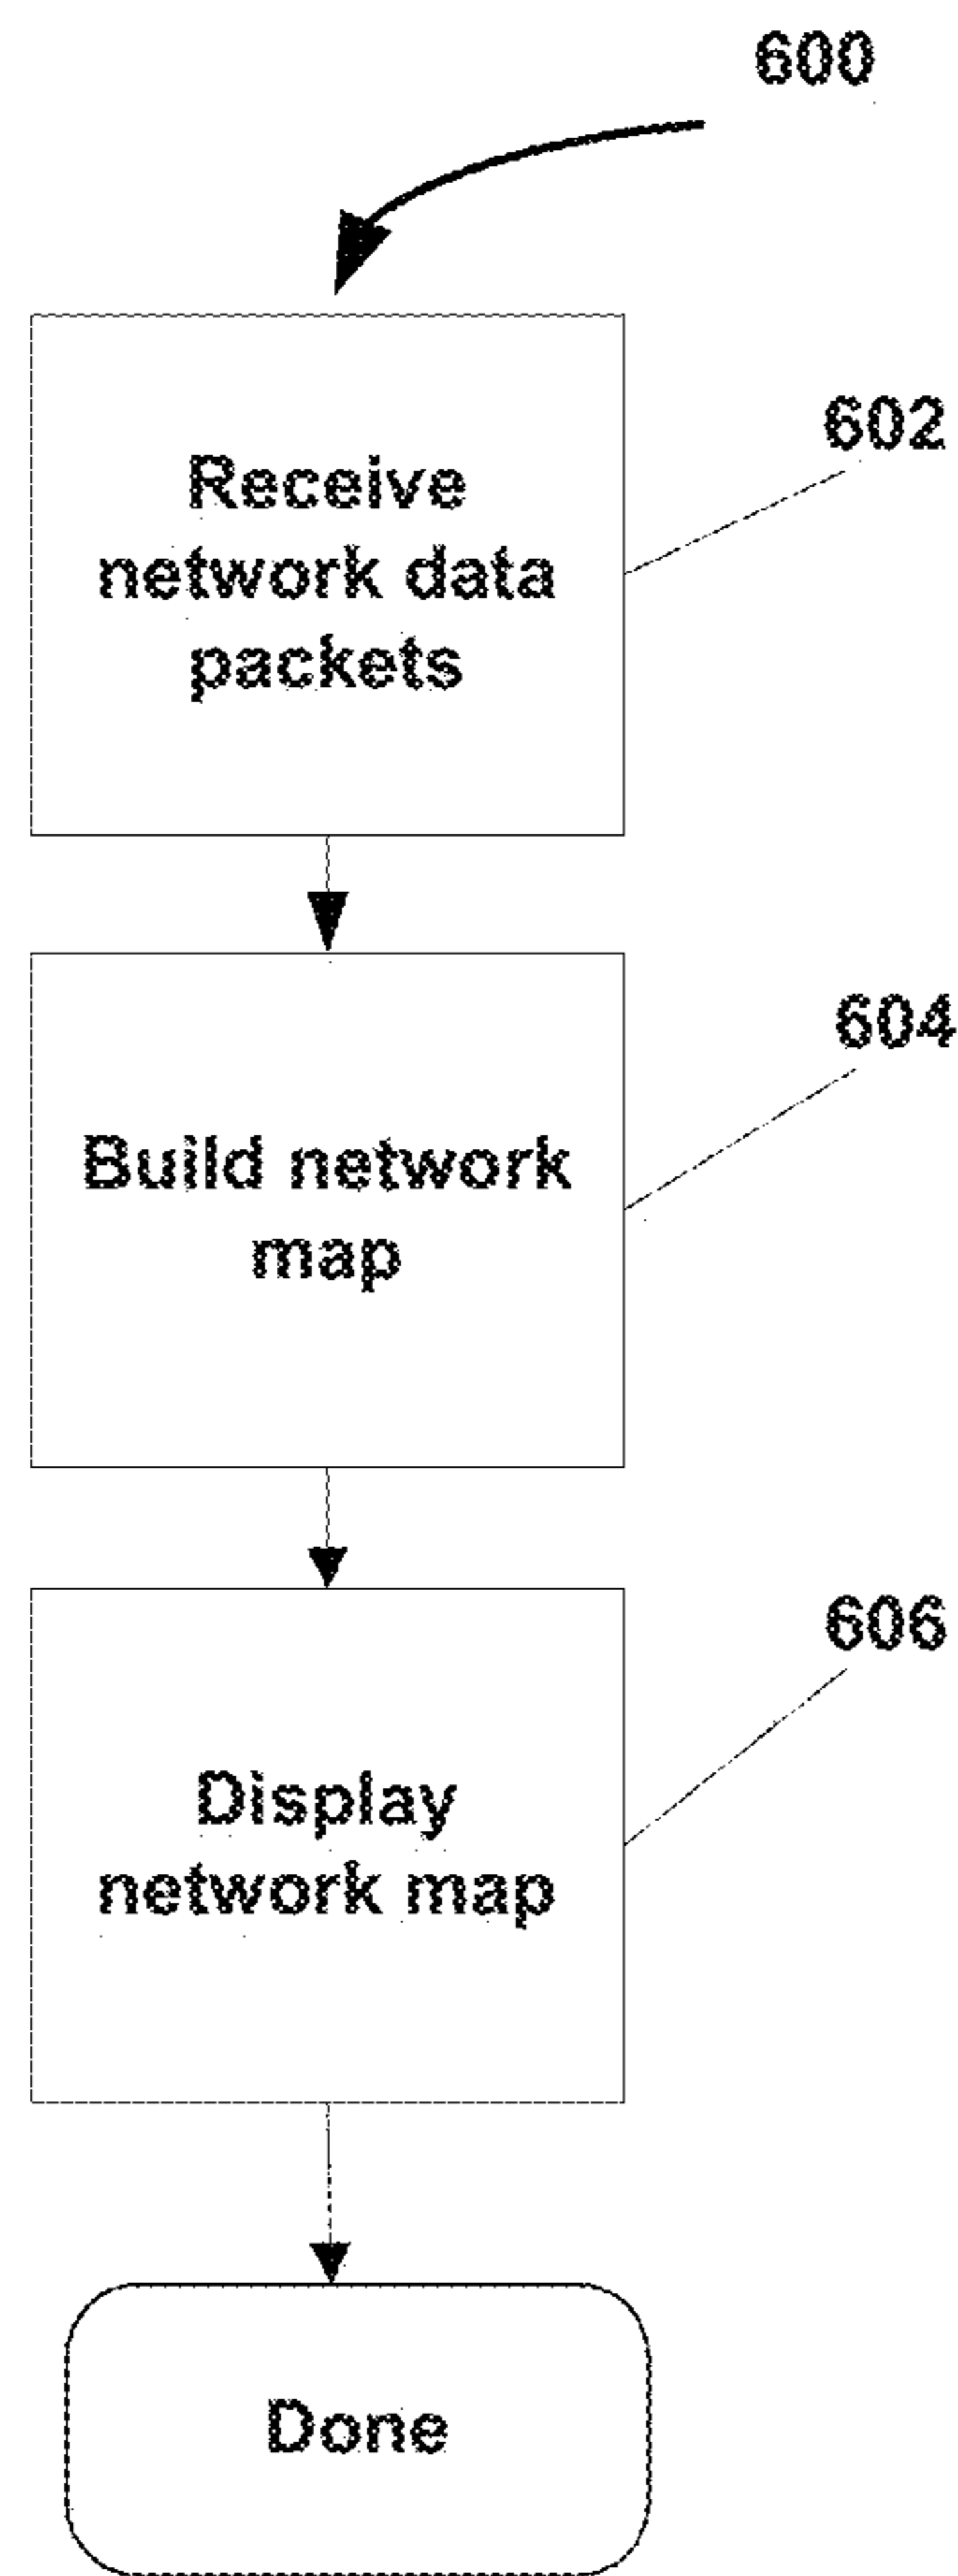 600
602
Receive
network data
packets
604
Build network
map
606
Display
network map
Done